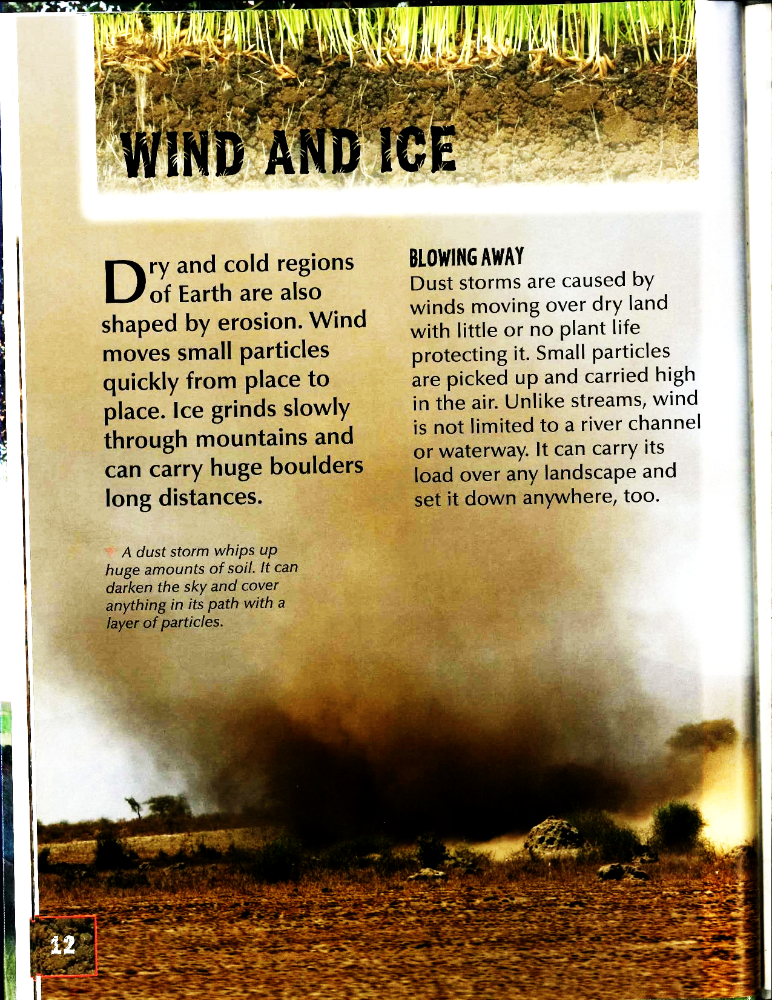 WIND AND ICE
Dry and cold regions
of Earth are also
shaped by erosion. Wind
moves small particles
quickly from place to
place. Ice grinds slowly
through mountains and
can carry huge boulders
long distances.
BLOWING AWAY
Dust storms are caused by
winds moving over dry land
with little or no plant life
protecting it. Small particles
are picked up and carried high
in the air. Unlike streams, wind
is not limited to a river channel
or waterway. It can carry its
load over any landscape and
set it down anywhere, too.
A dust storm whips up
huge amounts of soil. It can
darken the sky and cover
anything in its path with a
layer of particles.
12